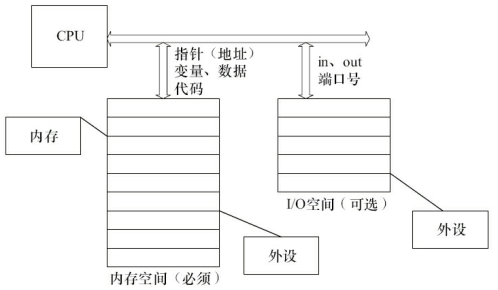 CPU
指针（地址）
变量、数据
代码
in、out
端口号
内存
I/O空间（可选）
外设
外设
内存空间（必须）